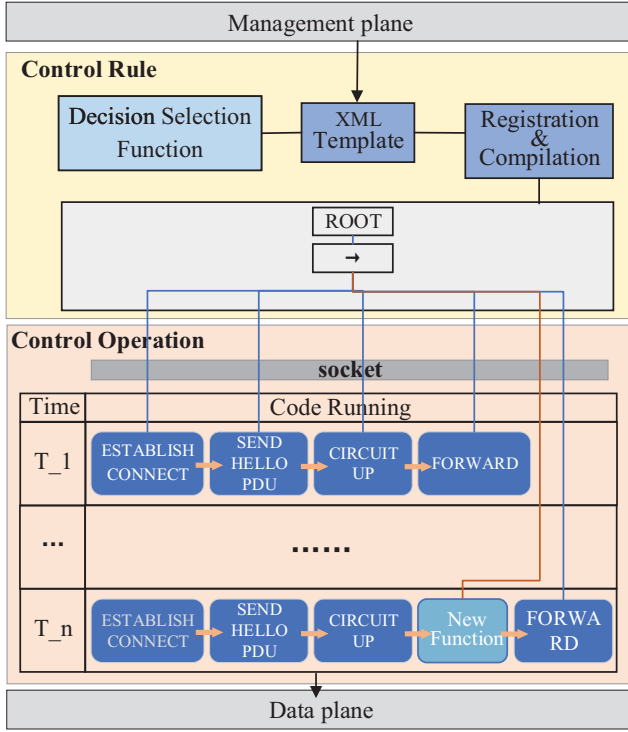 Management plane
Control Rule
Decision Selection
Function
XML
Template
Registration
&
Compilation
ROOT
→
Control Operation
socket
Time
Code Running
T_1
ESTABLISH
CONNECT
SEND
HELLO
PDU
CIRCUIT
UP
FORWARD
...
......
T_n
ESTABLISH
CONNECT
SEND
HELLO
PDU
CIRCUIT
UP
New
Function
FORWA
RD
Data plane